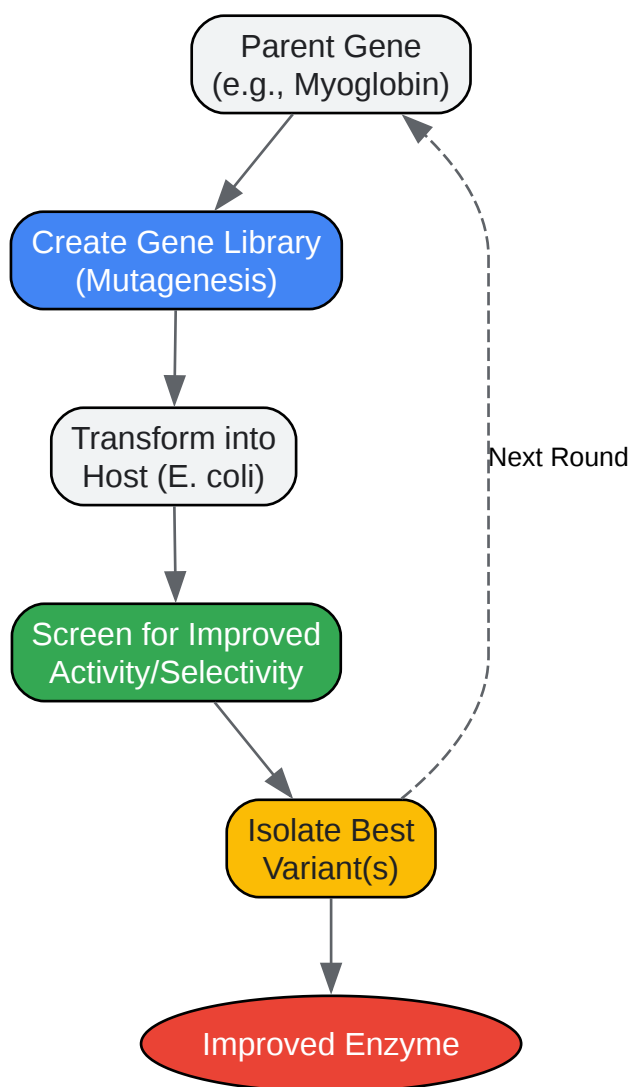 Parent Gene
(e.g., Myoglobin)
Create Gene Library
(Mutagenesis)
Transform into
Host (E. coli)
Next Round
Screen for Improved
Activity/Selectivity
Isolate Best
Variant(s)
Improved Enzyme